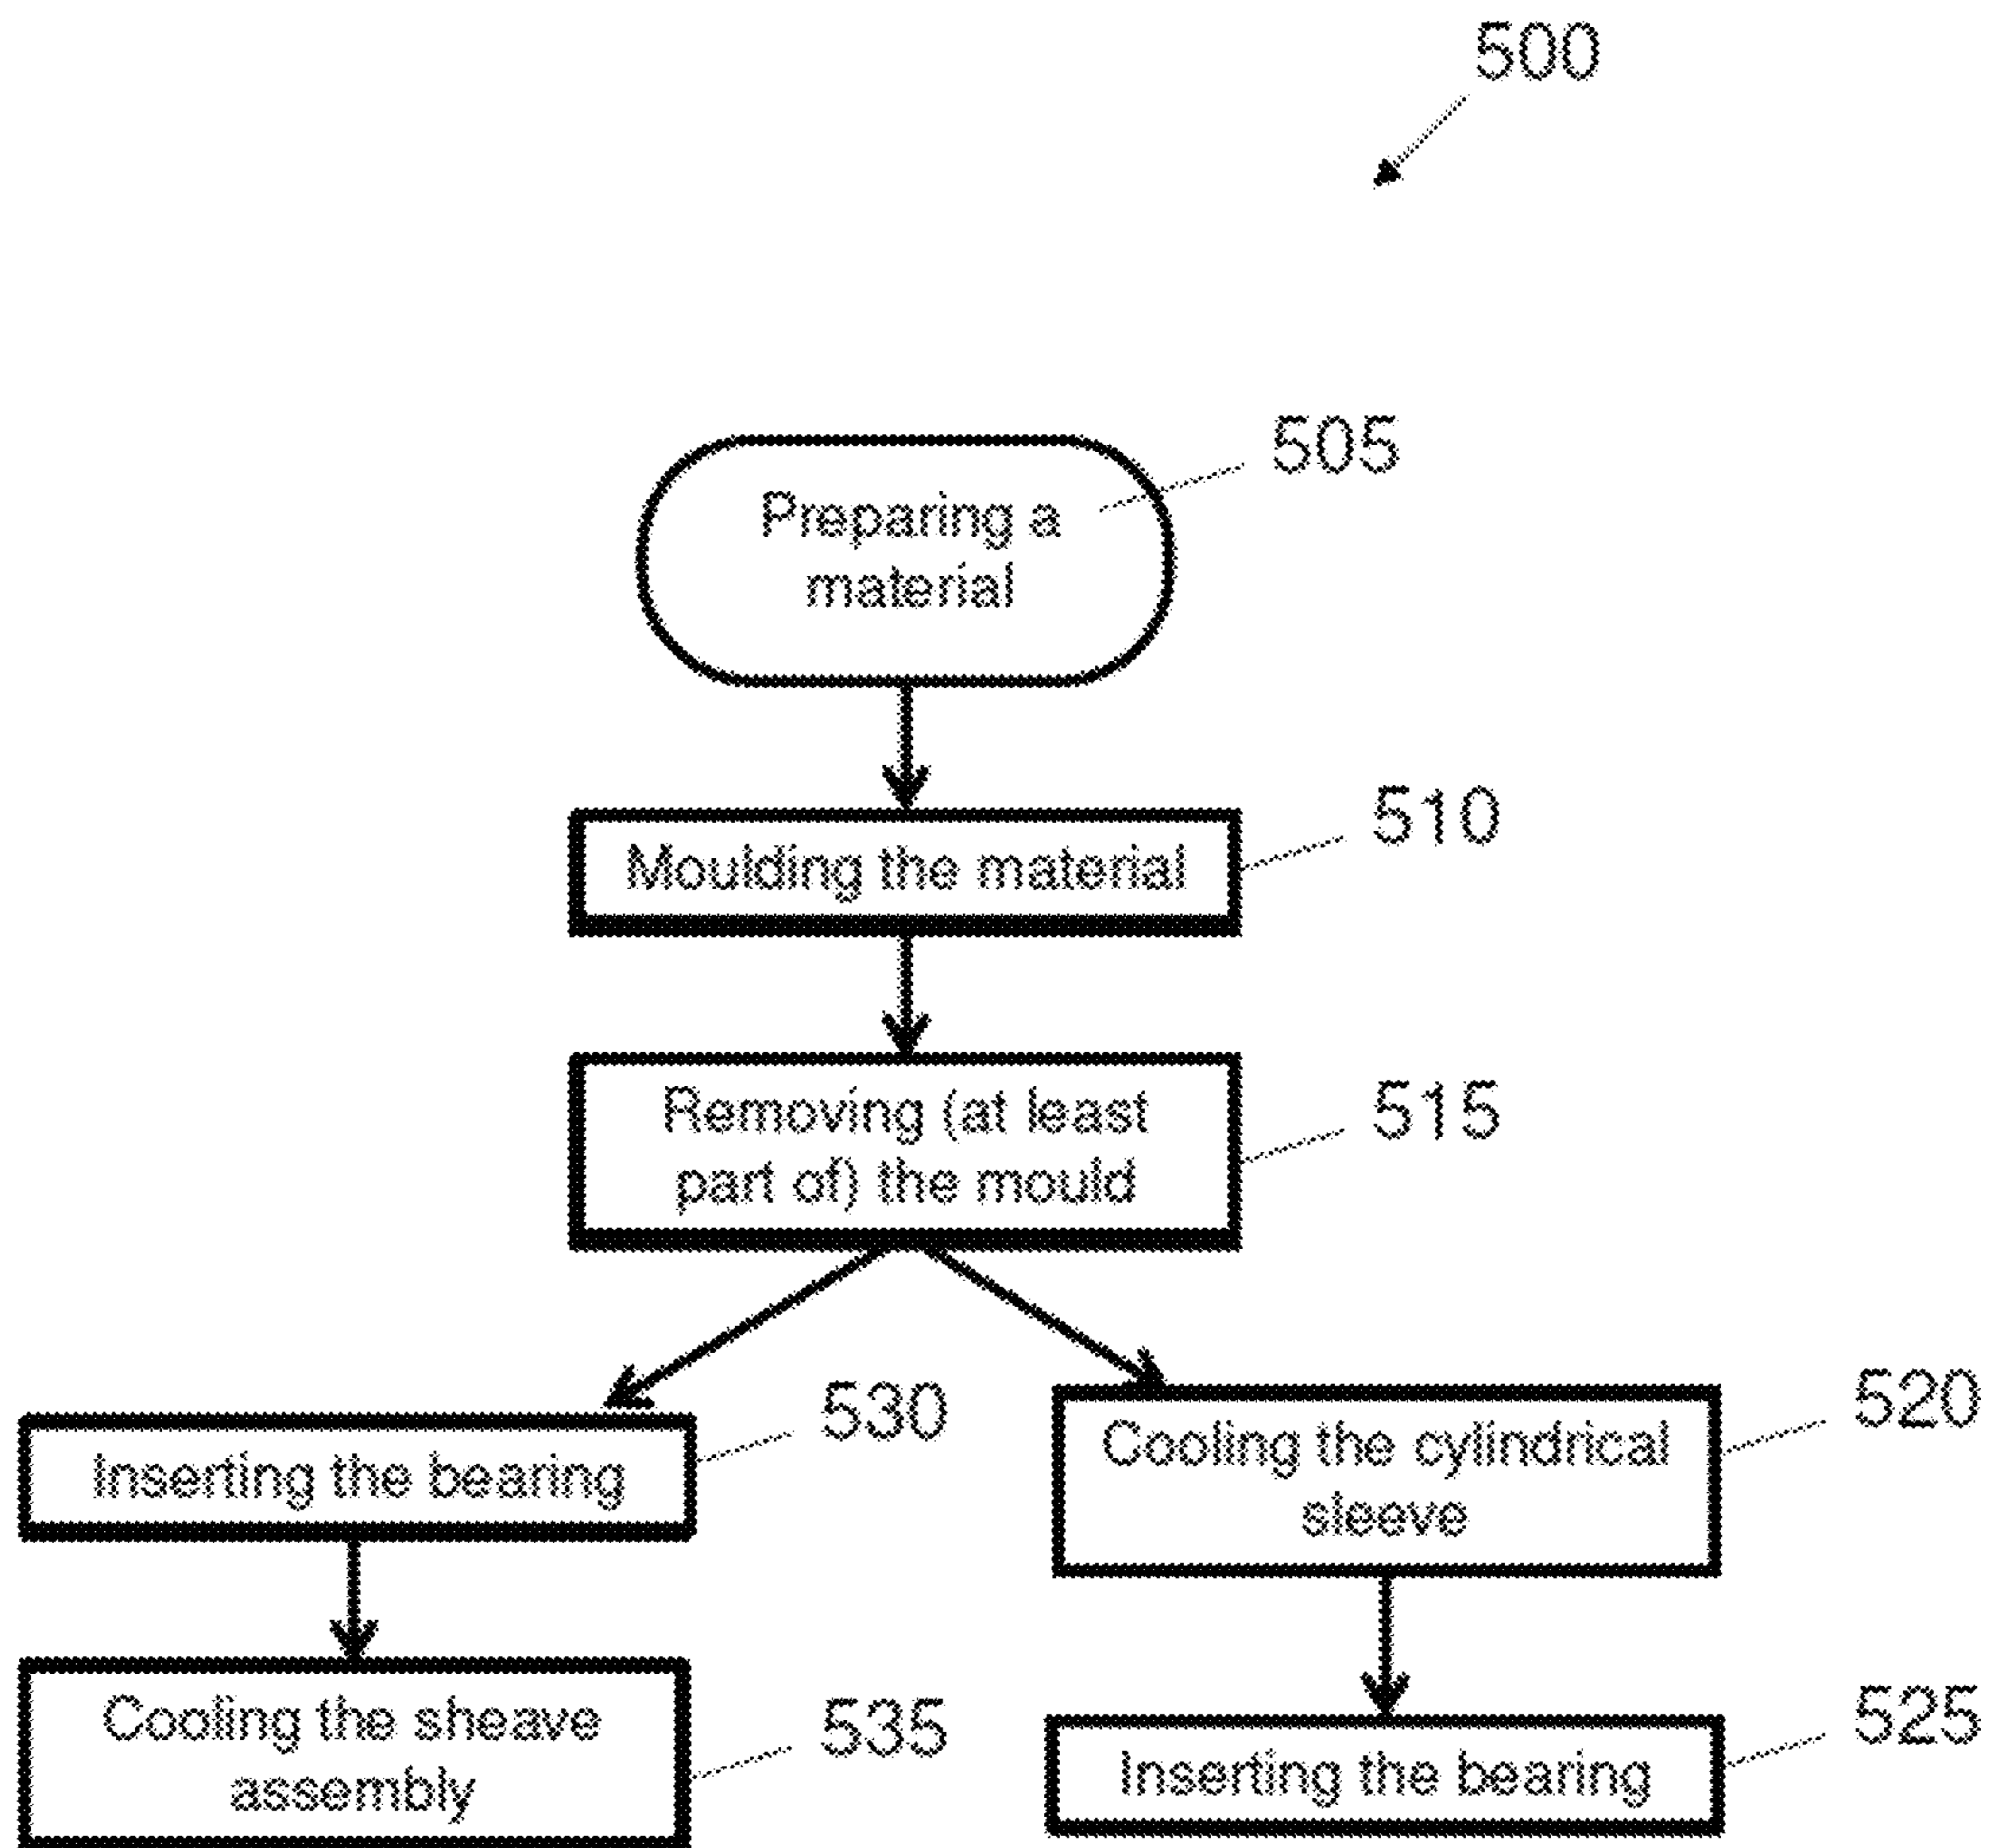 500
505
Preparing a
material
510
Moulding the material
515
Removing (at least
part of) the mould
530
Inserting the bearing
520
Cooling the cylindrical
sleeve
535
Cooling the sheave
assembly
525
Inserting the bearing